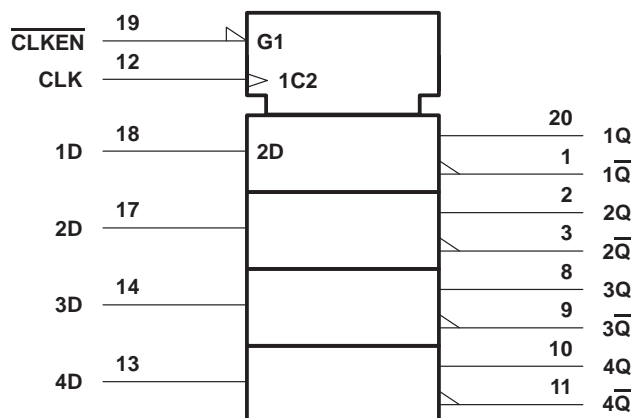 C̅L̅K̅E̅N̅ 19 G1
CLK 12 1C2
1D 18 2D 20 1Q
1 1Q̅
2D 17 2 2Q
3 2Q̅
3D 14 8 3Q
9 3Q̅
4D 13 10 4Q
11 4Q̅